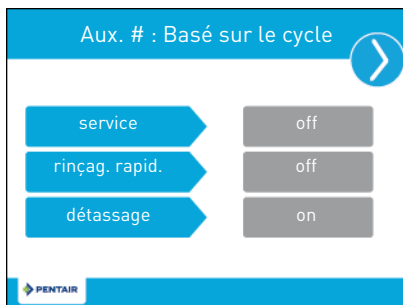 Aux. # : Basé sur le cycle
service off
rinçag. rapid. off
détassage on
PENTAIR